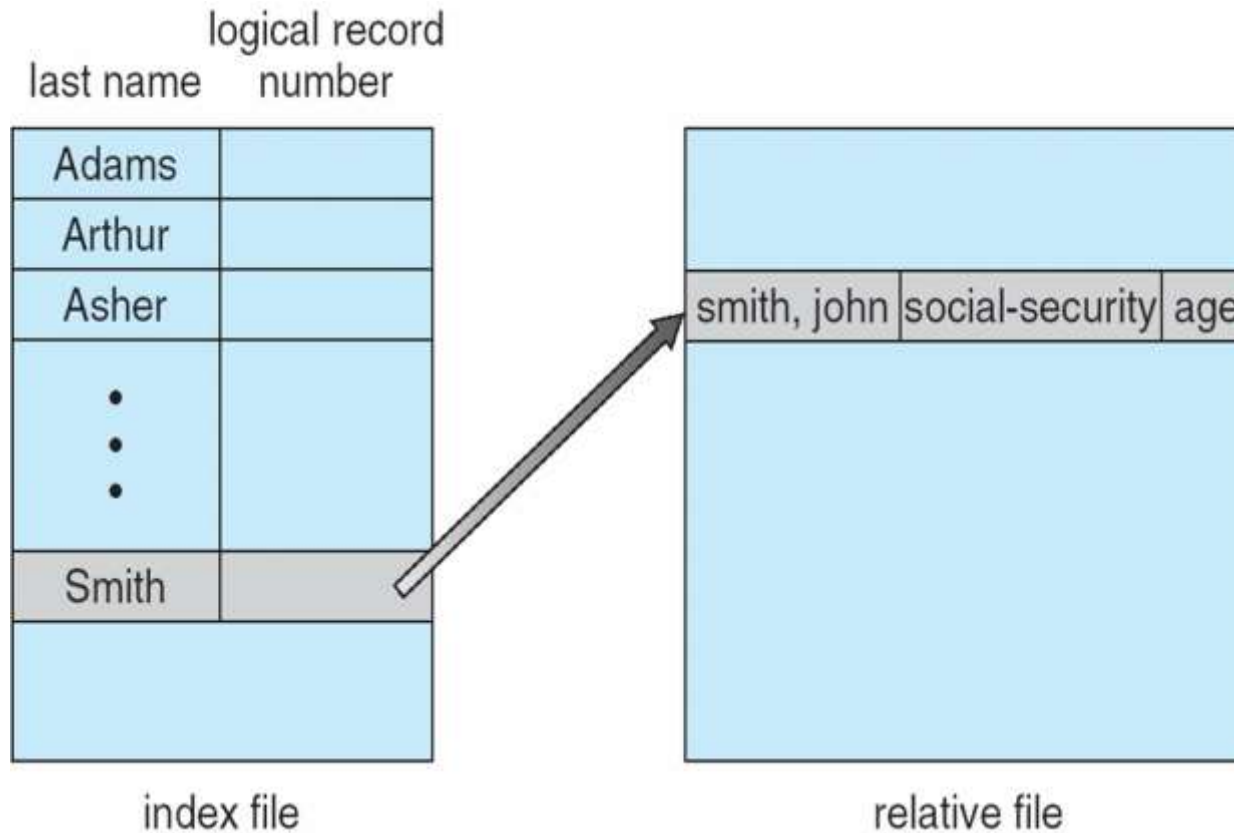 logical record
last name number
Adams
Arthur
Asher
Smith
smith, john social-security age
index file relative file